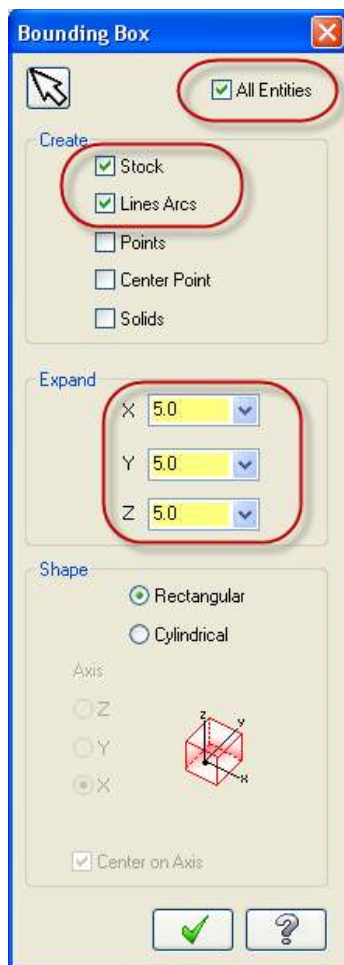 Bounding Box
All Entities
Create
Stock
Lines Arcs
Points
Center Point
Solids
Expand
X 5.0
Y 5.0
Z 5.0
Shape
Rectangular
Cylindrical
Axis
Z
Y
X
z
y
x
Center on Axis
?